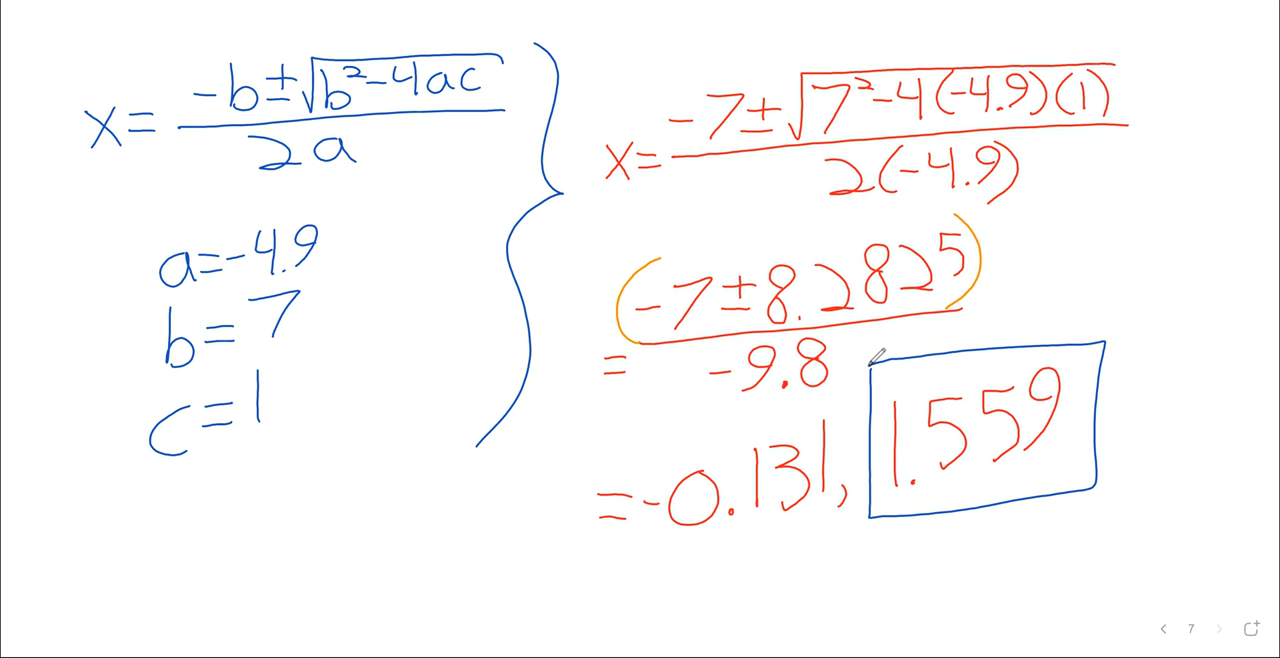 x = (-b ± √(b² - 4ac)) / 2a
a = -4.9
b = 7
c = 1
x = (-7 ± √(7² - 4(-4.9)(1))) / 2(-4.9)
= (-7 ± 8.2825) / -9.8
= -0.131, 1.559
7